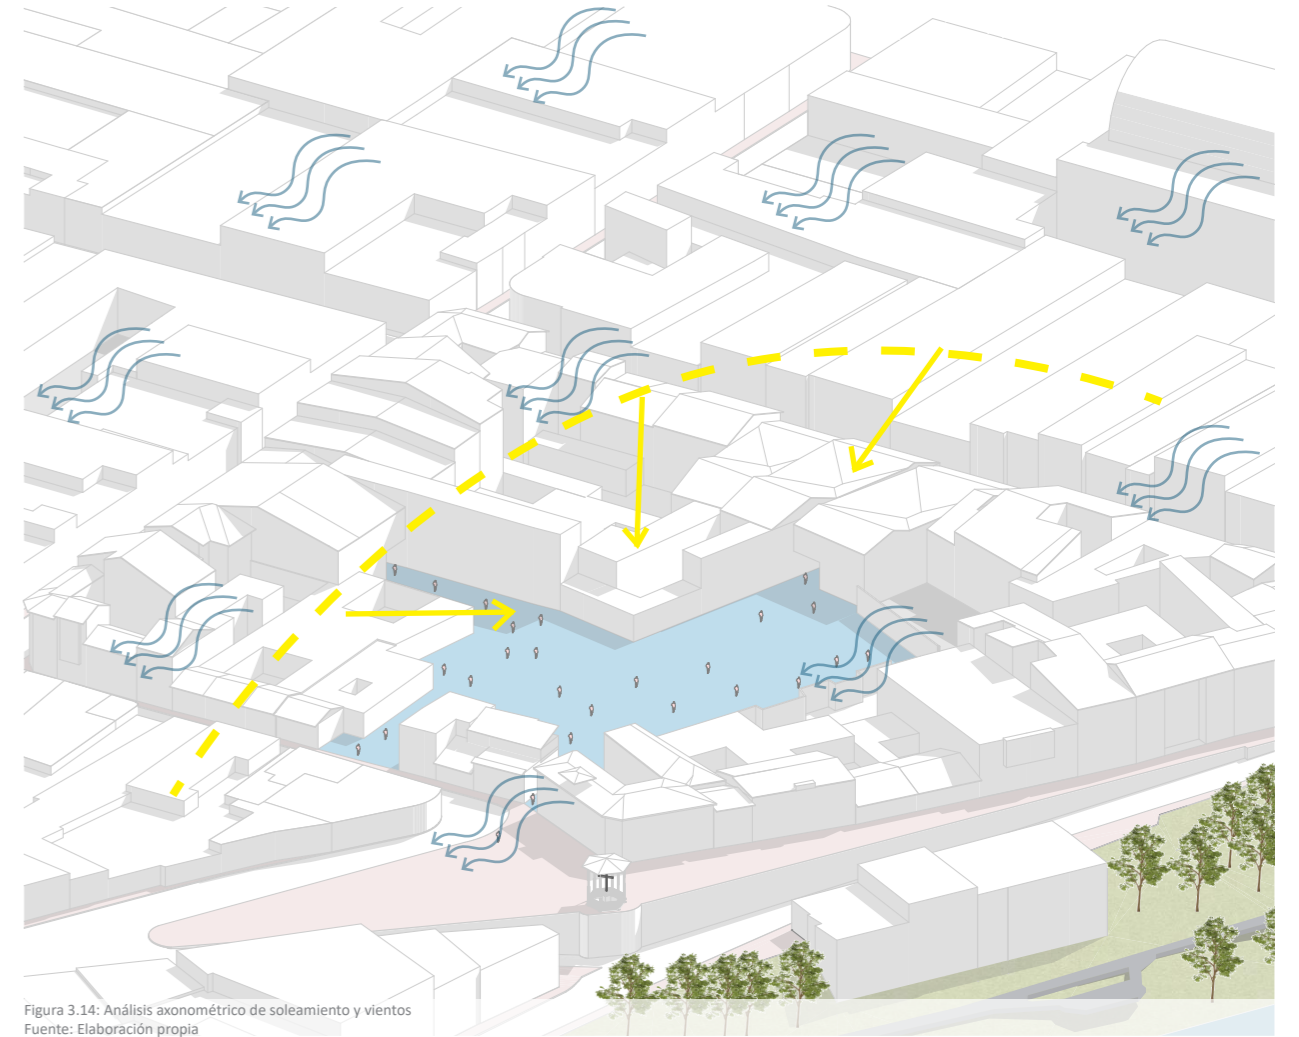 Figura 3.14: Análisis axonométrico de soleamiento y vientos
Fuente: Elaboración propia